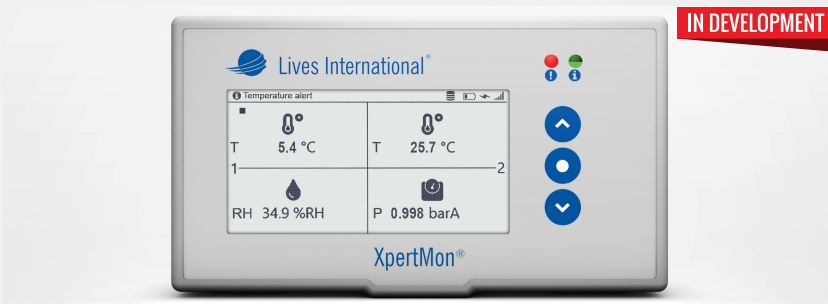 IN DEVELOPMENT
Lives International®
Temperature alert
T 5.4 °C
T 25.7 °C
1
2
RH 34.9 %RH
P 0.998 barA
XpertMon®